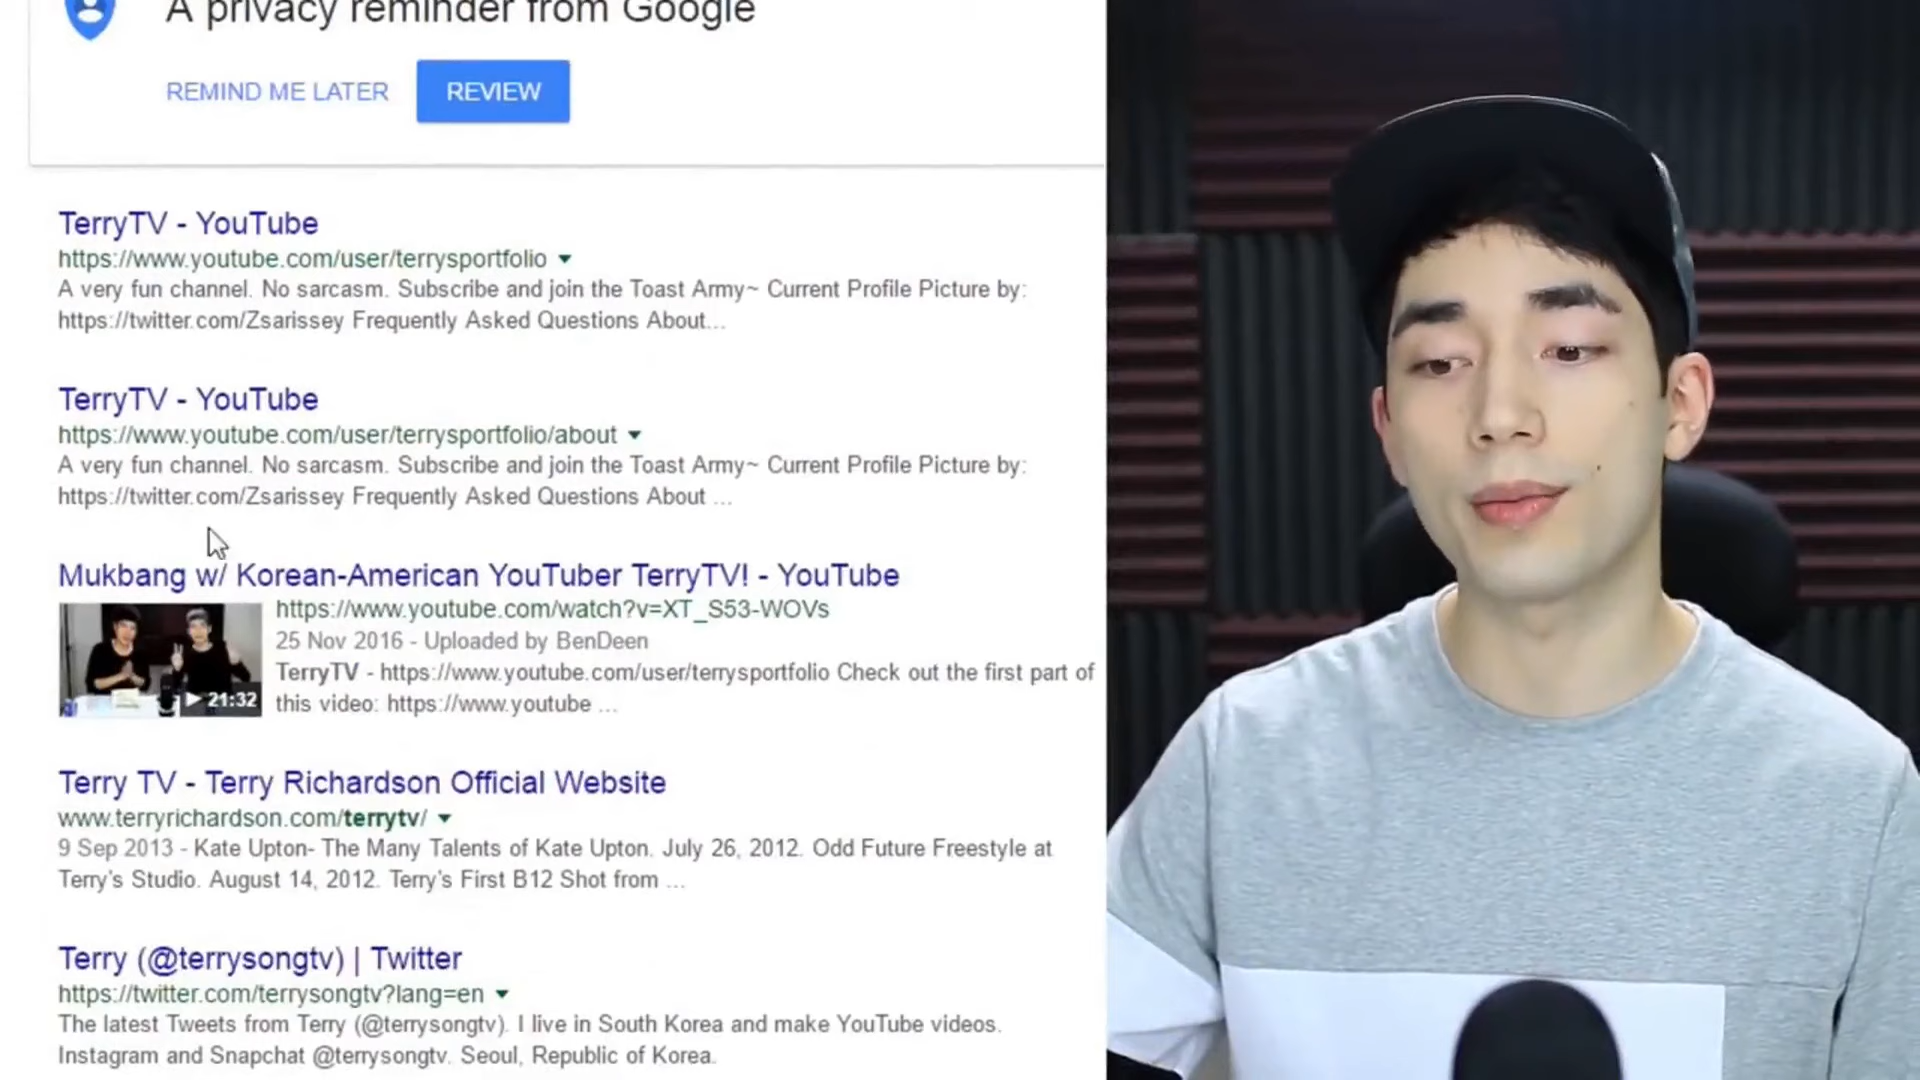 A privacy reminder from Google
REMIND ME LATER
REVIEW
TerryTV - YouTube
https://www.youtube.com/user/terrysportfolio
A very fun channel. No sarcasm. Subscribe and join the Toast Army~ Current Profile Picture by:
https://twitter.com/Zsarissey Frequently Asked Questions About...
TerryTV - YouTube
https://www.youtube.com/user/terrysportfolio/about
A very fun channel. No sarcasm. Subscribe and join the Toast Army~ Current Profile Picture by:
https://twitter.com/Zsarissey Frequently Asked Questions About ...
Mukbang w/ Korean-American YouTuber TerryTV! - YouTube
https://www.youtube.com/watch?v=XT_S53-WOVs
25 Nov 2016 - Uploaded by BenDeen
TerryTV - https://www.youtube.com/user/terrysportfolio Check out the first part of
this video: https://www.youtube ...
21:32
Terry TV - Terry Richardson Official Website
www.terryrichardson.com/terrytv/
9 Sep 2013 - Kate Upton- The Many Talents of Kate Upton. July 26, 2012. Odd Future Freestyle at
Terry's Studio. August 14, 2012. Terry's First B12 Shot from ...
Terry (@terrysongtv) | Twitter
https://twitter.com/terrysongtv?lang=en
The latest Tweets from Terry (@terrysongtv). I live in South Korea and make YouTube videos.
Instagram and Snapchat @terrysongtv. Seoul, Republic of Korea.